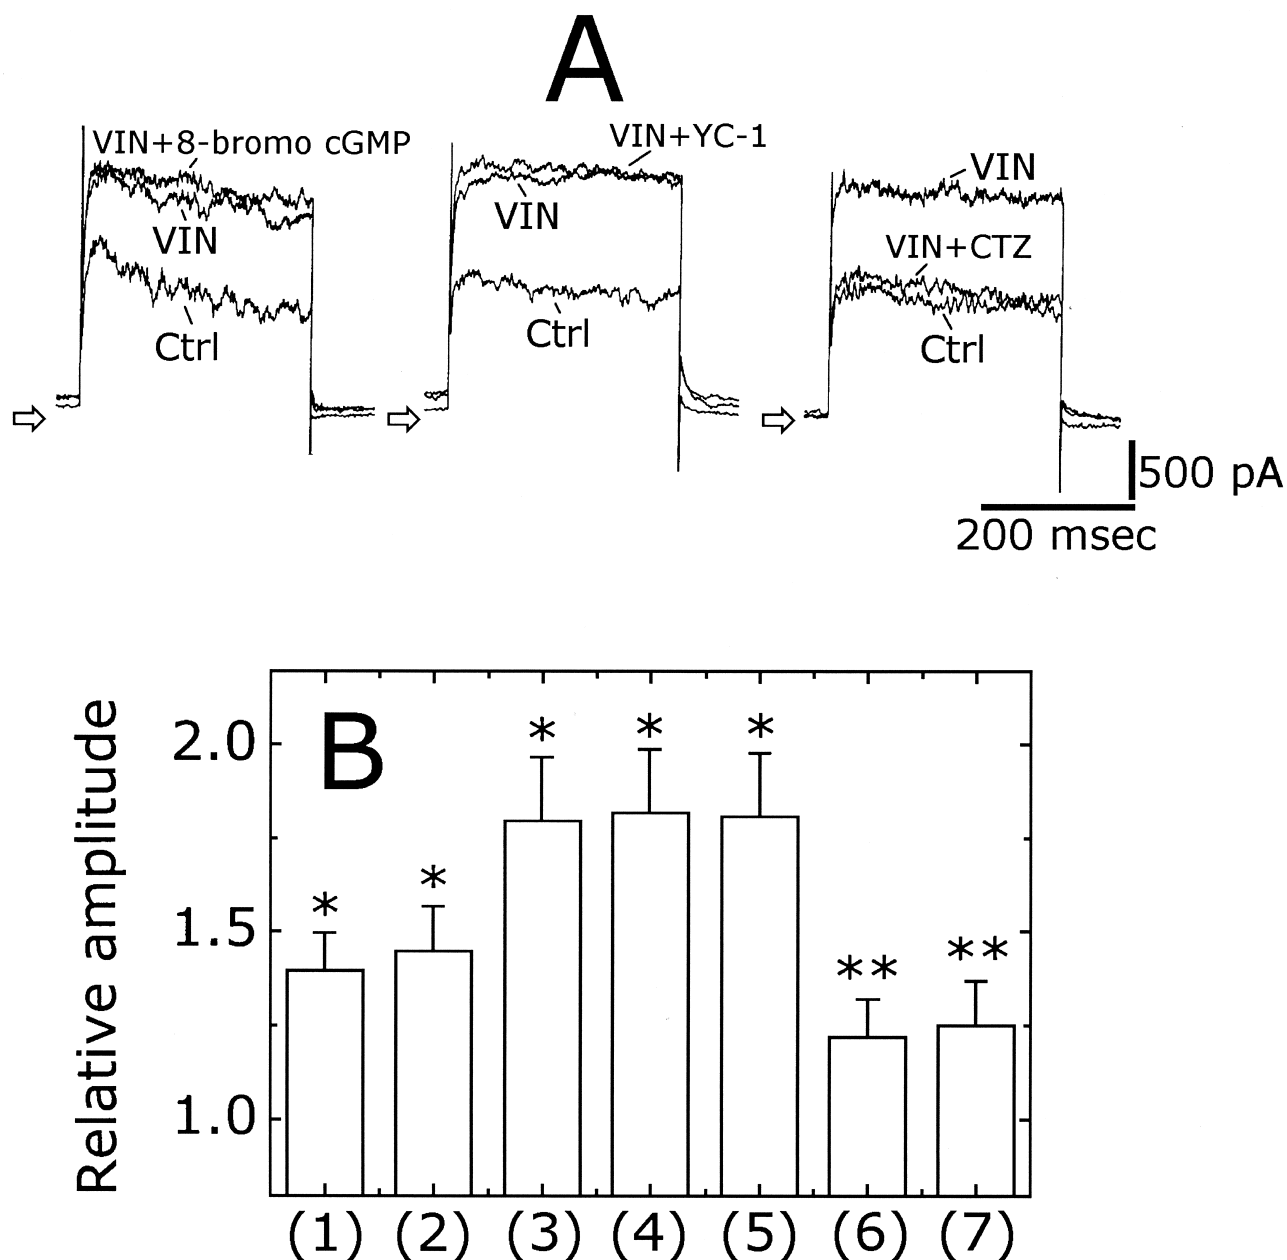 A
VIN+8-bromo cGMP
VIN
Ctrl
VIN+YC-1
VIN
Ctrl
VIN
VIN+CTZ
Ctrl
500 pA
200 msec
B
Relative amplitude
2.0
1.5
1.0
*
*
*
*
*
**
**
(1) (2) (3) (4) (5) (6) (7)